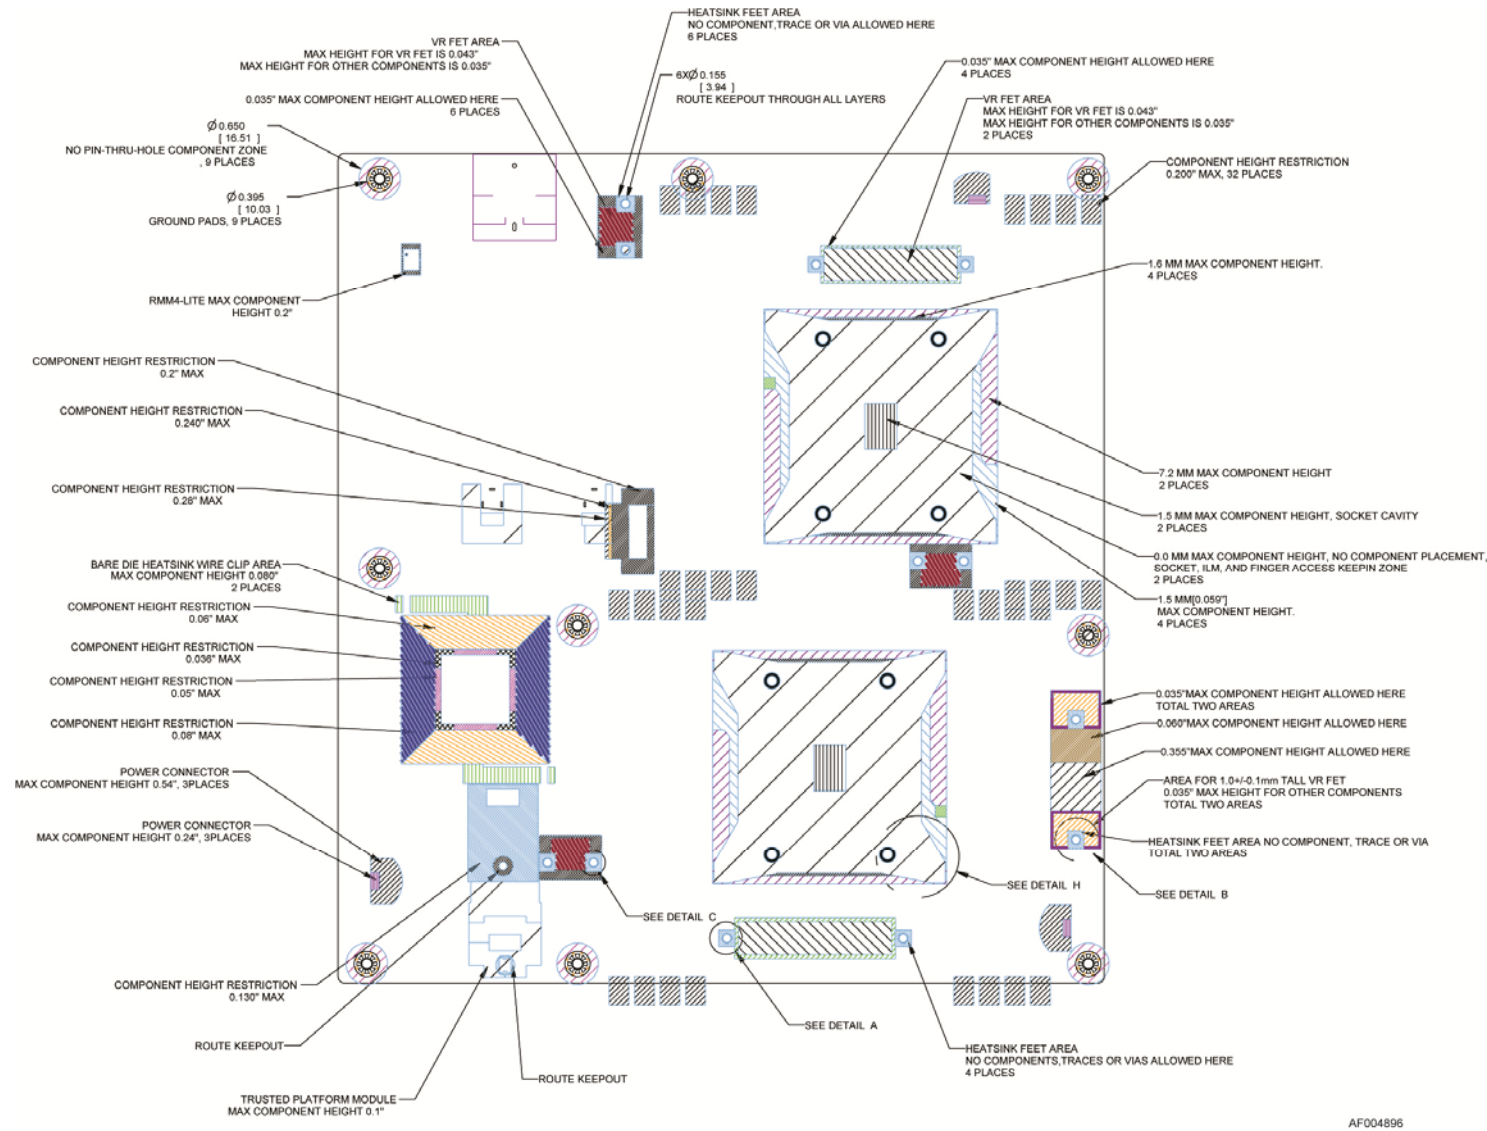 HEATSINK FEET AREA
NO COMPONENT,TRACE OR VIA ALLOWED HERE
6 PLACES
VR FET AREA
MAX HEIGHT FOR VR FET IS 0.043"
MAX HEIGHT FOR OTHER COMPONENTS IS 0.035"
6XØ 0.155
[ 3.94 ]
ROUTE KEEPOUT THROUGH ALL LAYERS
0.035" MAX COMPONENT HEIGHT ALLOWED HERE
4 PLACES
0.035" MAX COMPONENT HEIGHT ALLOWED HERE
6 PLACES
VR FET AREA
MAX HEIGHT FOR VR FET IS 0.043"
MAX HEIGHT FOR OTHER COMPONENTS IS 0.035"
2 PLACES
Ø 0.650
[ 16.51 ]
NO PIN-THRU-HOLE COMPONENT ZONE
, 9 PLACES
COMPONENT HEIGHT RESTRICTION
0.200" MAX, 32 PLACES
Ø 0.395
[ 10.03 ]
GROUND PADS, 9 PLACES
1.6 MM MAX COMPONENT HEIGHT.
4 PLACES
RMM4-LITE MAX COMPONENT
HEIGHT 0.2"
COMPONENT HEIGHT RESTRICTION
0.2" MAX
COMPONENT HEIGHT RESTRICTION
0.240" MAX
7.2 MM MAX COMPONENT HEIGHT
2 PLACES
COMPONENT HEIGHT RESTRICTION
0.28" MAX
1.5 MM MAX COMPONENT HEIGHT, SOCKET CAVITY
2 PLACES
0.0 MM MAX COMPONENT HEIGHT, NO COMPONENT PLACEMENT,
SOCKET, ILM, AND FINGER ACCESS KEEPIN ZONE
2 PLACES
BARE DIE HEATSINK WIRE CLIP AREA
MAX COMPONENT HEIGHT 0.080"
2 PLACES
1.5 MM[0.059"]
MAX COMPONENT HEIGHT.
4 PLACES
COMPONENT HEIGHT RESTRICTION
0.06" MAX
COMPONENT HEIGHT RESTRICTION
0.036" MAX
COMPONENT HEIGHT RESTRICTION
0.05" MAX
0.035"MAX COMPONENT HEIGHT ALLOWED HERE
TOTAL TWO AREAS
COMPONENT HEIGHT RESTRICTION
0.08" MAX
0.060"MAX COMPONENT HEIGHT ALLOWED HERE
0.355"MAX COMPONENT HEIGHT ALLOWED HERE
POWER CONNECTOR
MAX COMPONENT HEIGHT 0.54", 3PLACES
AREA FOR 1.0+/-0.1mm TALL VR FET
0.035" MAX HEIGHT FOR OTHER COMPONENTS
TOTAL TWO AREAS
POWER CONNECTOR
MAX COMPONENT HEIGHT 0.24", 3PLACES
HEATSINK FEET AREA NO COMPONENT, TRACE OR VIA
TOTAL TWO AREAS
SEE DETAIL H
SEE DETAIL B
SEE DETAIL C
COMPONENT HEIGHT RESTRICTION
0.130" MAX
SEE DETAIL A
ROUTE KEEPOUT
HEATSINK FEET AREA
NO COMPONENTS,TRACES OR VIAS ALLOWED HERE
4 PLACES
ROUTE KEEPOUT
TRUSTED PLATFORM MODULE
MAX COMPONENT HEIGHT 0.1"
AF004896